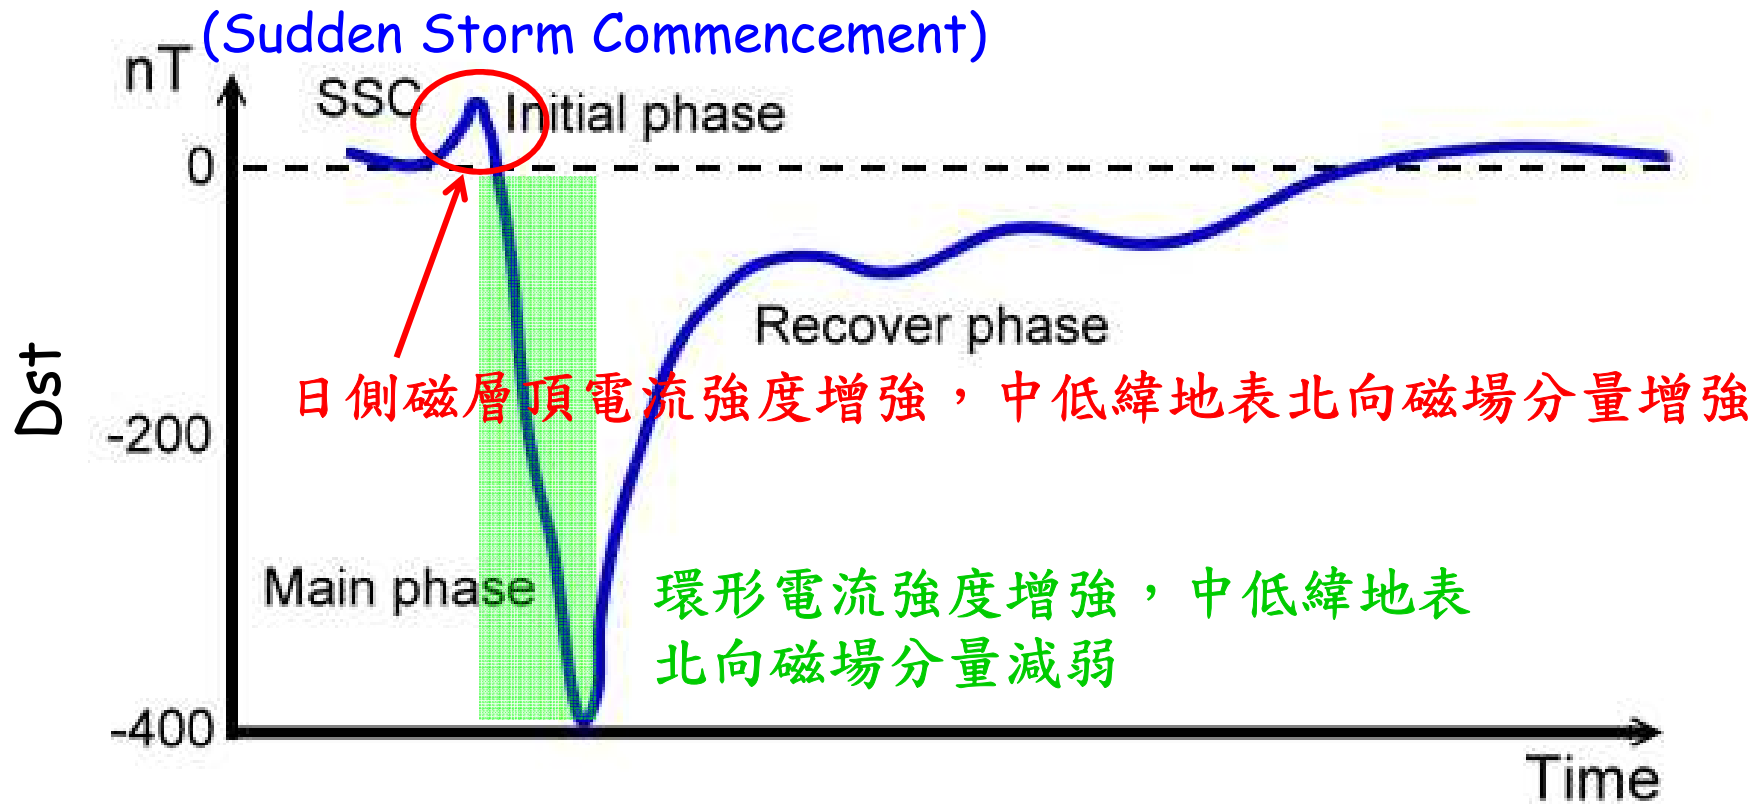 (Sudden Storm Commencement)
nT
SSC
Initial phase
0
Recover phase
Dst
日側磁層頂電流強度增強，中低緯地表北向磁場分量增強
-200
Main phase
環形電流強度增強，中低緯地表
北向磁場分量減弱
-400
Time